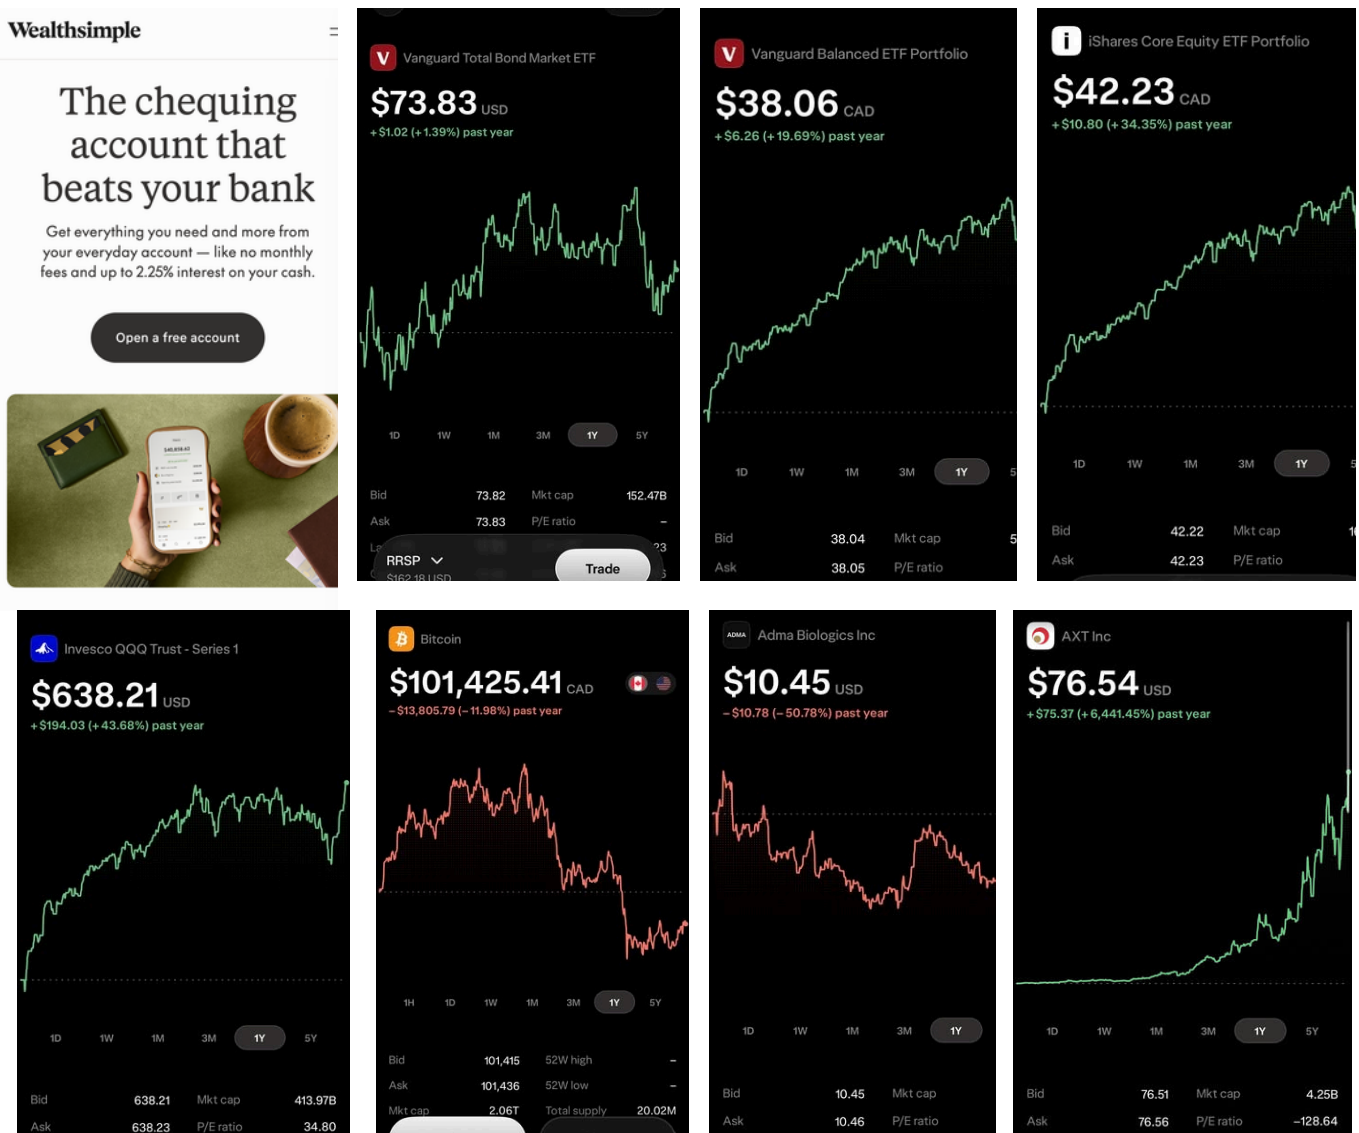 Wealthsimple
The chequing
account that
beats your bank
Get everything you need and more from
your everyday account — like no monthly
fees and up to 2.25% interest on your cash.
Open a free account
Vanguard Total Bond Market ETF
$73.83 USD
+$1.02 (+1.39%) past year
1D 1W 1M 3M 1Y 5Y
Bid 73.82 Mkt cap 152.47B
Ask 73.83 P/E ratio –
RRSP
$162.18 USD
Trade
Vanguard Balanced ETF Portfolio
$38.06 CAD
+$6.26 (+19.69%) past year
1D 1W 1M 3M 1Y 5
Bid 38.04 Mkt cap 5
Ask 38.05 P/E ratio
iShares Core Equity ETF Portfolio
$42.23 CAD
+$10.80 (+34.35%) past year
1D 1W 1M 3M 1Y 5
Bid 42.22 Mkt cap 1
Ask 42.23 P/E ratio
Invesco QQQ Trust - Series 1
$638.21 USD
+$194.03 (+43.68%) past year
1D 1W 1M 3M 1Y 5Y
Bid 638.21 Mkt cap 413.97B
Ask 638.23 P/E ratio 34.80
Bitcoin
$101,425.41 CAD
–$13,805.79 (–11.98%) past year
1H 1D 1W 1M 3M 1Y 5Y
Bid 101,415 52W high –
Ask 101,436 52W low –
Mkt cap 2.06T Total supply 20.02M
ADMA
Adma Biologics Inc
$10.45 USD
–$10.78 (–50.78%) past year
1D 1W 1M 3M 1Y
Bid 10.45 Mkt cap
Ask 10.46 P/E ratio
AXT Inc
$76.54 USD
+$75.37 (+6,441.45%) past year
1D 1W 1M 3M 1Y 5Y
Bid 76.51 Mkt cap 4.25B
Ask 76.56 P/E ratio –128.64